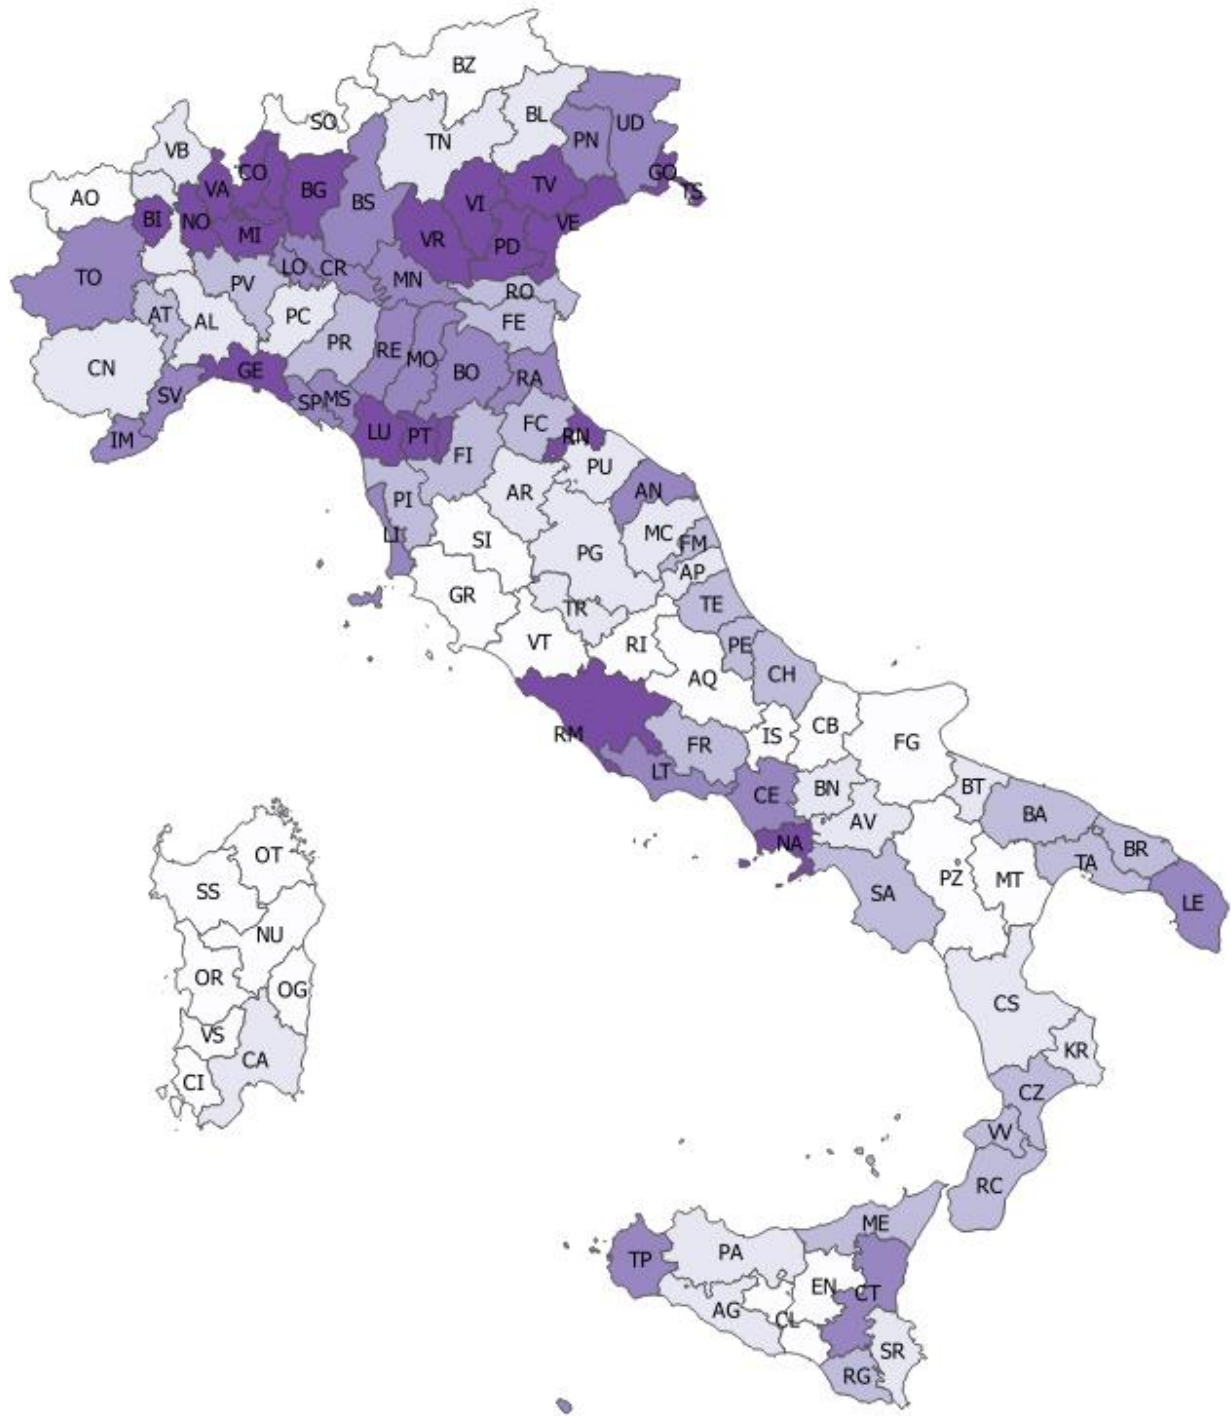 BZ
SO
BL
UD
PN
TN
VB
CO
GO
TS
VA
BG
TV
AO
BS
VI
BI
NO
MI
VE
VR
PD
LO
CR
TO
PV
MN
RO
AT
AL
PC
FE
PR
RE
MO
CN
GE
BO
RA
SV
SP
MS
IM
LU
PT
FC
RN
FI
PU
AR
AN
PI
LI
SI
MC
FM
PG
AP
GR
TR
TE
VT
RI
PE
AQ
CH
RM
FR
IS
CB
FG
LT
CE
BN
BT
AV
BA
NA
BR
TA
OT
SS
SA
PZ
MT
LE
NU
OR
OG
CS
VS
CA
KR
CI
CZ
VV
RC
ME
TP
PA
EN
CT
AG
CL
SR
RG